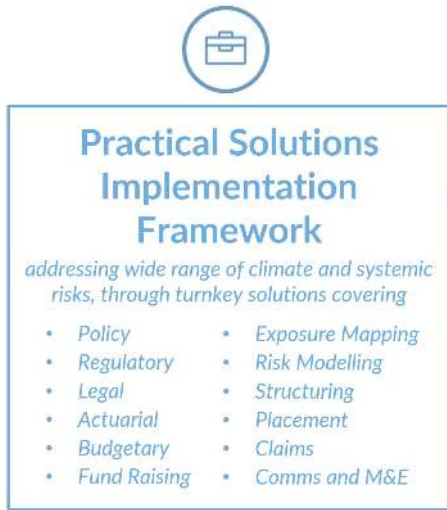 Practical Solutions
Implementation
Framework
addressing wide range of climate and systemic
risks, through turnkey solutions covering
• Policy
• Regulatory
• Legal
• Actuarial
• Budgetary
• Fund Raising
• Exposure Mapping
• Risk Modelling
• Structuring
• Placement
• Claims
• Comms and M&E